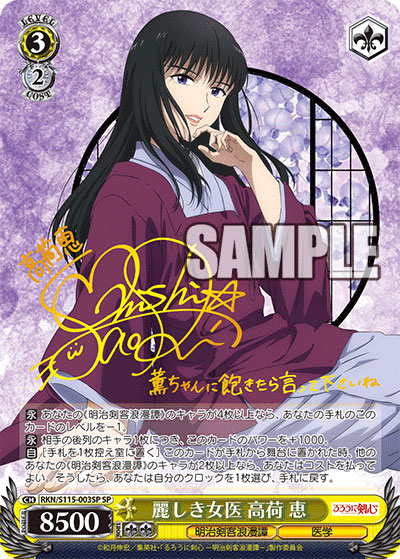 LEVEL
3
2
COST
SAMPLE
高荷恵
薫ちゃんに飽きたら言って下さいね
永 あなたの《明治剣客浪漫譚》のキャラが4枚以上なら、あなたの手札のこの
カードのレベルを-1。
永 相手の後列のキャラ1枚につき、このカードのパワーを+1000。
自 [手札を1枚控え室に置く] このカードが手札から舞台に置かれた時、他の
あなたの《明治剣客浪漫譚》のキャラが2枚以上なら、あなたはコストを払っ
てよい。そうしたら、あなたは自分のクロックを1枚選び、手札に戻す。
CH RKN/S115-003SP SP
POWER
8500
麗しき女医 高荷 恵
るろうに剣心
明治剣客浪漫譚
医学
©和月伸宏/集英社・「るろうに剣心 -明治剣客浪漫譚-」製作委員会